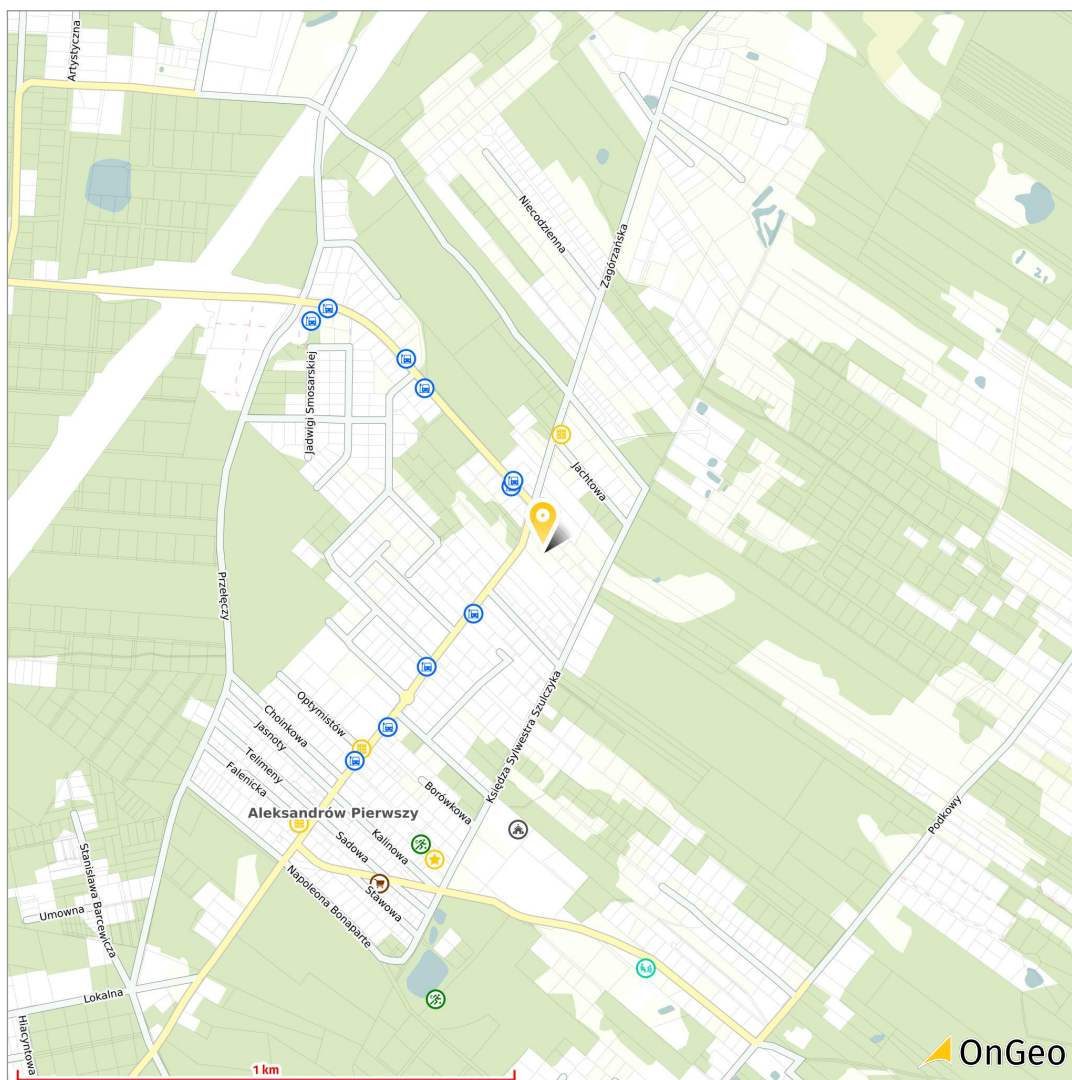 Artystyczna
Niecodzienna
Zagórzańska
Jadwigi Smosarskiej
Jachtowa
Przełęczy
Optymistów
Choinkowa
Jasnoty
Telimeny
Falenicka
Księdza Sylwestra Szulczyka
Borówkowa
Podkowy
Aleksandrów Pierwszy
Kalinowa
Sadowa
Stawowa
Napoleona Bonaparte
Stanisława Barcewicza
Umowna
Lokalna
Hiacyntowa
1 km
OnGeo